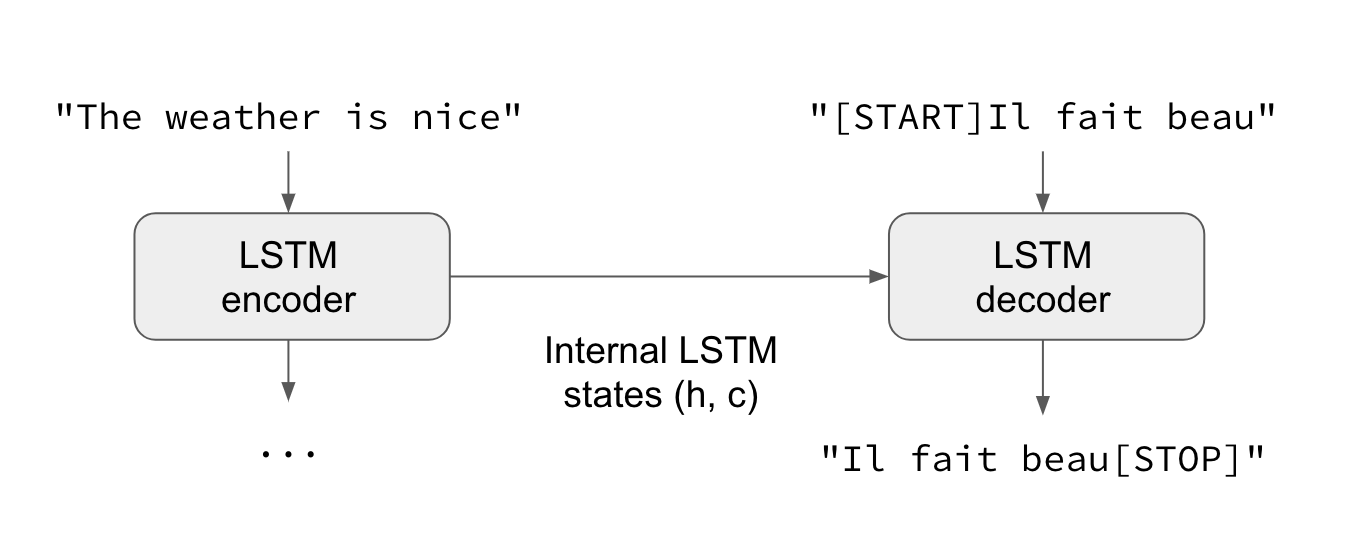 "The weather is nice"
"[START]Il fait beau"
LSTM
encoder
LSTM
decoder
Internal LSTM
states (h, c)
...
"Il fait beau[STOP]"